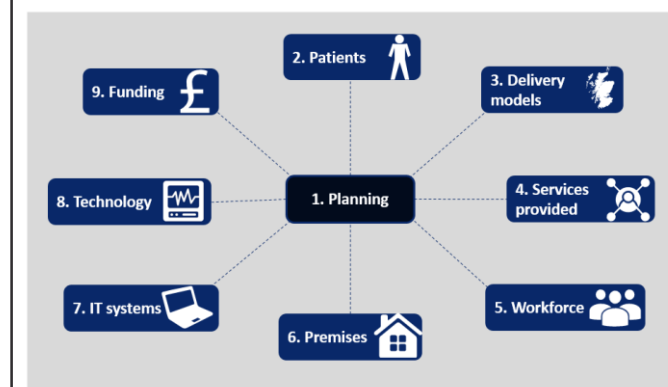 2. Patients
9. Funding £
3. Delivery
models
8. Technology
1. Planning
4. Services
provided
7. IT systems
6. Premises
5. Workforce